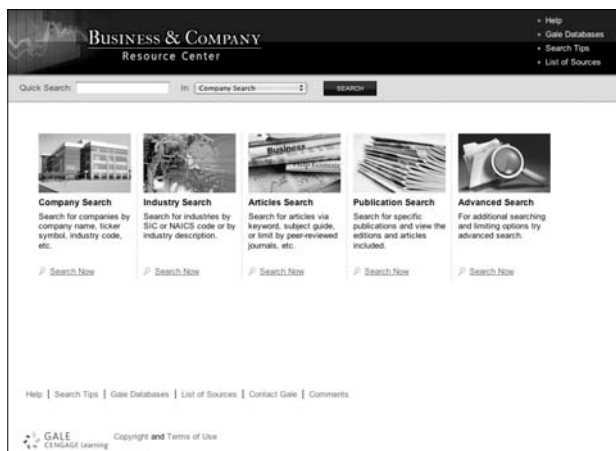 BUSINESS & COMPANY
Resource Center
• Help
• Gale Databases
• Search Tips
• List of Sources
Quick Search: In: Company Search SEARCH
Business
Company Search
Search for companies by
company name, ticker
symbol, industry code,
etc.
Search Now
Industry Search
Search for industries by
SIC or NAICS code or by
industry description.
Search Now
Articles Search
Search for articles via
keyword, subject guide,
or limit by peer-reviewed
journals, etc.
Search Now
Publication Search
Search for specific
publications and view the
editions and articles
included.
Search Now
Advanced Search
For additional searching
and limiting options try
advanced search.
Search Now
Help | Search Tips | Gale Databases | List of Sources | Contact Gale | Comments
GALE
CENGAGE Learning
Copyright and Terms of Use